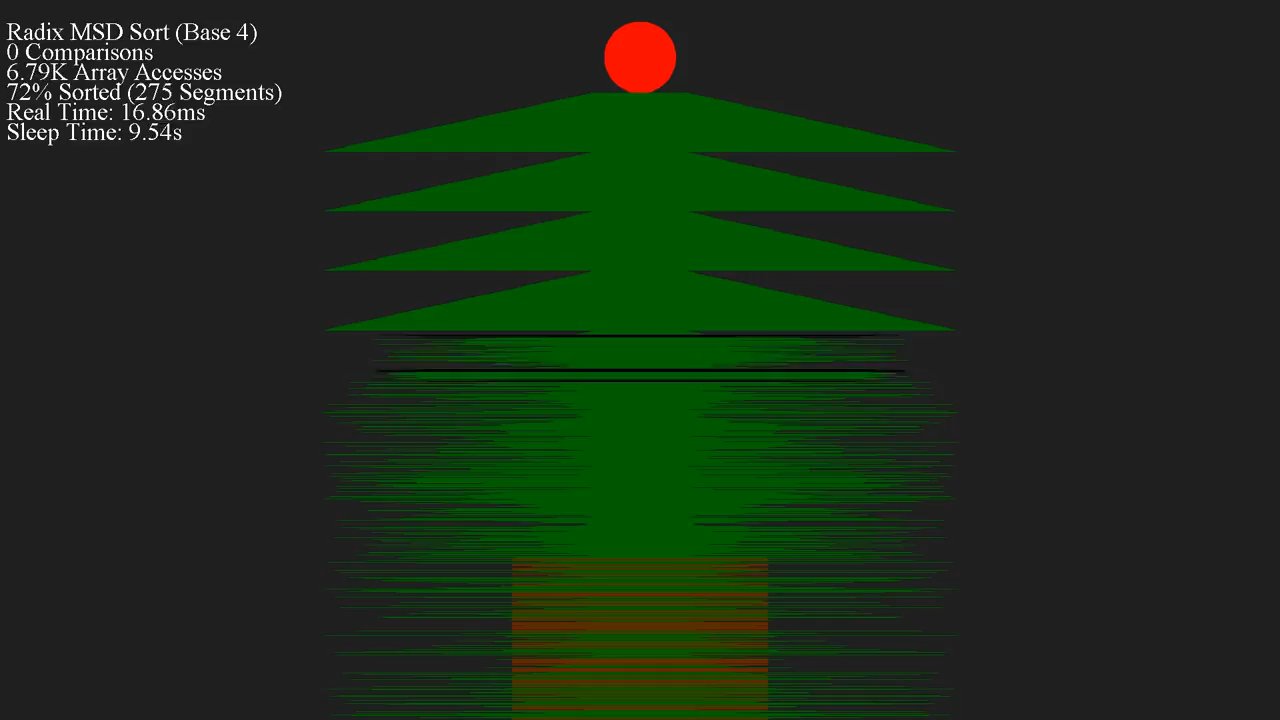 Radix MSD Sort (Base 4)
0 Comparisons
6.79K Array Accesses
72% Sorted (275 Segments)
Real Time: 16.86ms
Sleep Time: 9.54s